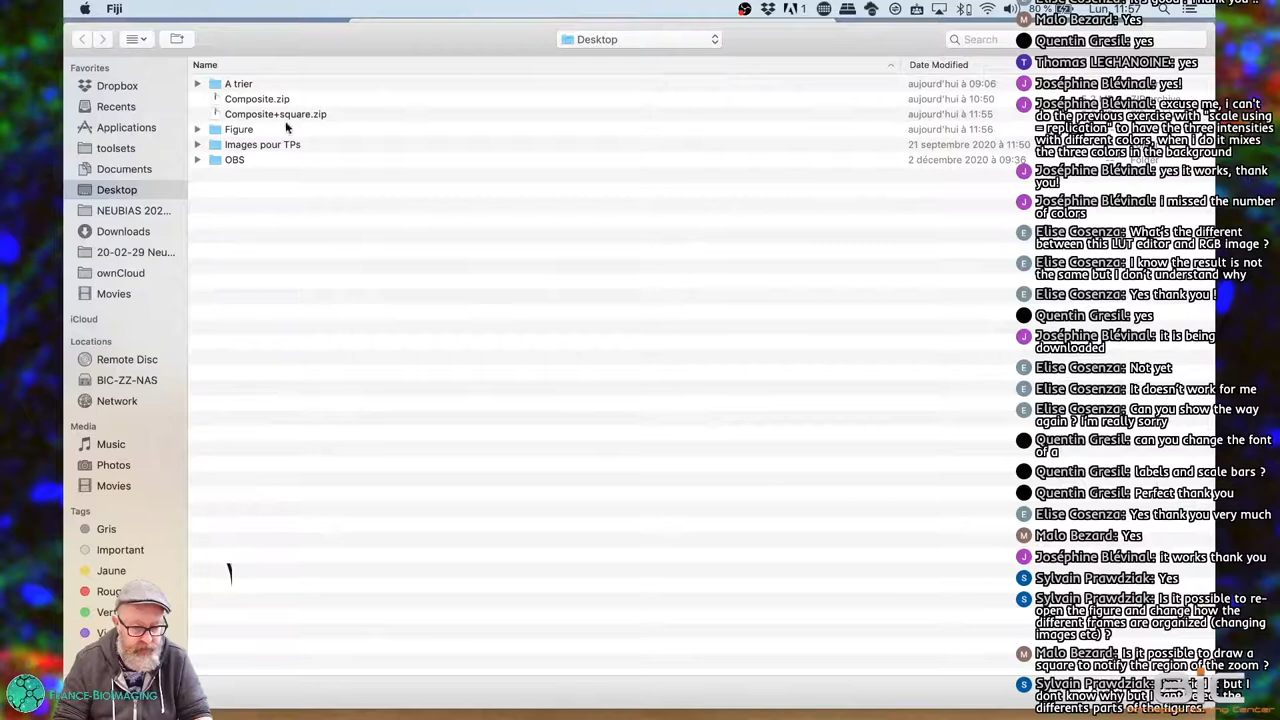 Fiji
1
80 %
Lun. 11:57
Desktop
Search
Favorites
Dropbox
Recents
Applications
toolsets
Documents
Desktop
NEUBIAS 202...
Downloads
20-02-29 Neu...
ownCloud
Movies
iCloud
Locations
Remote Disc
BIC-ZZ-NAS
Network
Media
Music
Photos
Movies
Tags
Gris
Important
Jaune
Name
Date Modified
A trier
aujourd'hui à 09:06
Composite.zip
aujourd'hui à 10:50
Composite+square.zip
aujourd'hui à 11:55
Figure
aujourd'hui à 11:56
Images pour TPs
21 septembre 2020 à 11:50
OBS
2 décembre 2020 à 09:36
Malo Bezard: Yes
Quentin Gresil: yes
Thomas LECHANOINE: yes
Joséphine Blévinal: yes!
Joséphine Blévinal: excuse me, i can't
do the previous exercise with "scale using
= replication" to have the three intensities
with different colors, when i do it mixes
the three colors in the background
Joséphine Blévinal: yes it works, thank
you!
Joséphine Blévinal: i missed the number
of colors
Elise Cosenza: What's the different
between this LUT editor and RGB image ?
Elise Cosenza: I know the result is not
the same but I don't understand why
Elise Cosenza: Yes thank you !
Quentin Gresil: yes
Joséphine Blévinal: it is being
downloaded
Elise Cosenza: Not yet
Elise Cosenza: It doesn't work for me
Elise Cosenza: Can you show the way
again ? I'm really sorry
Quentin Gresil: can you change the font
of a
Quentin Gresil: labels and scale bars ?
Quentin Gresil: Perfect thank you
Elise Cosenza: Yes thank you very much
Malo Bezard: Yes
Joséphine Blévinal: it works thank you
Sylvain Prawdziak: Yes
Sylvain Prawdziak: Is it possible to re-
open the figure and change how the
different frames are organized (changing
images etc) ?
Malo Bezard: Is it possible to draw a
square to notify the region of the zoom ?
Sylvain Prawdziak: but I
dont know why but I
differents parts of the figures.
France-BioImaging